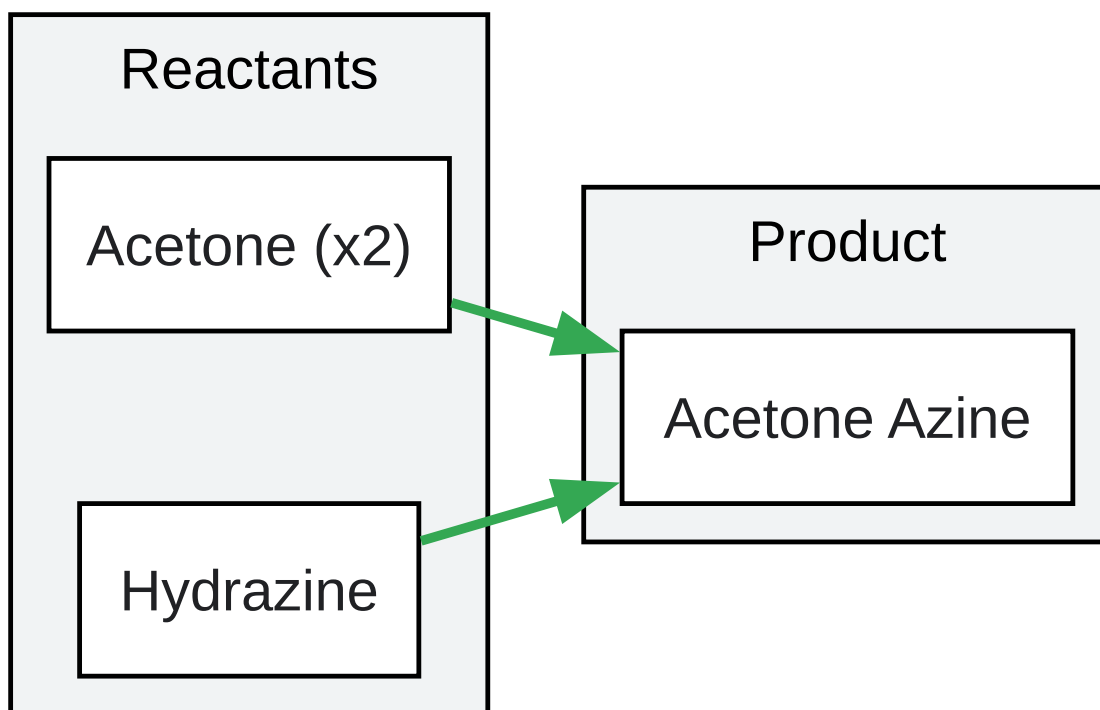 Reactants
Acetone (x2)
Hydrazine
Product
Acetone Azine